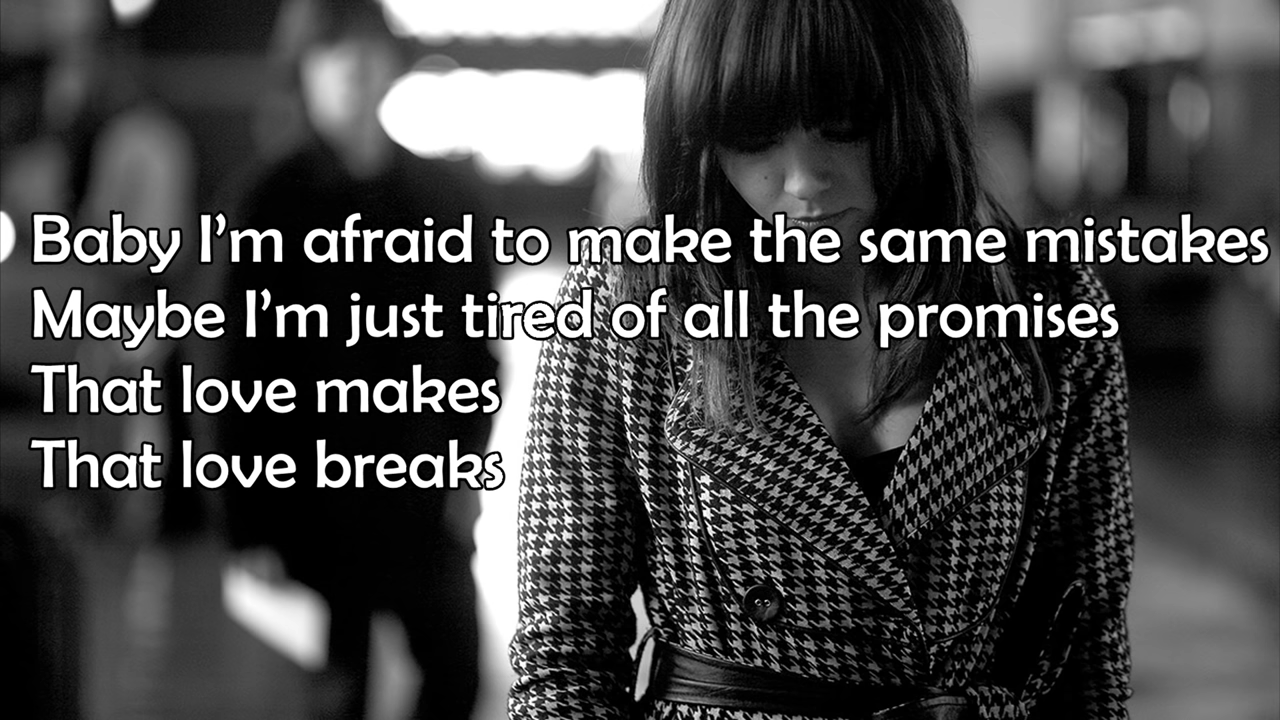 Baby I’m afraid to make the same mistakes
Maybe I’m just tired of all the promises
That love makes
That love breaks